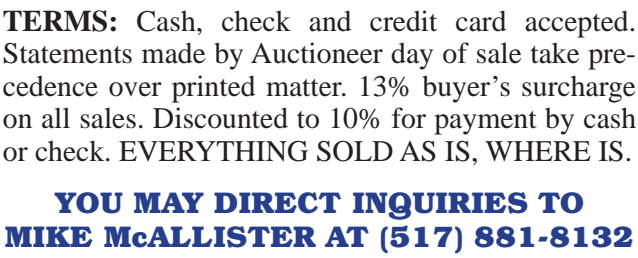 TERMS: Cash, check and credit card accepted.
Statements made by Auctioneer day of sale take pre-
cedence over printed matter. 13% buyer’s surcharge
on all sales. Discounted to 10% for payment by cash
or check. EVERYTHING SOLD AS IS, WHERE IS.
YOU MAY DIRECT INQUIRIES TO
MIKE McALLISTER AT (517) 881-8132